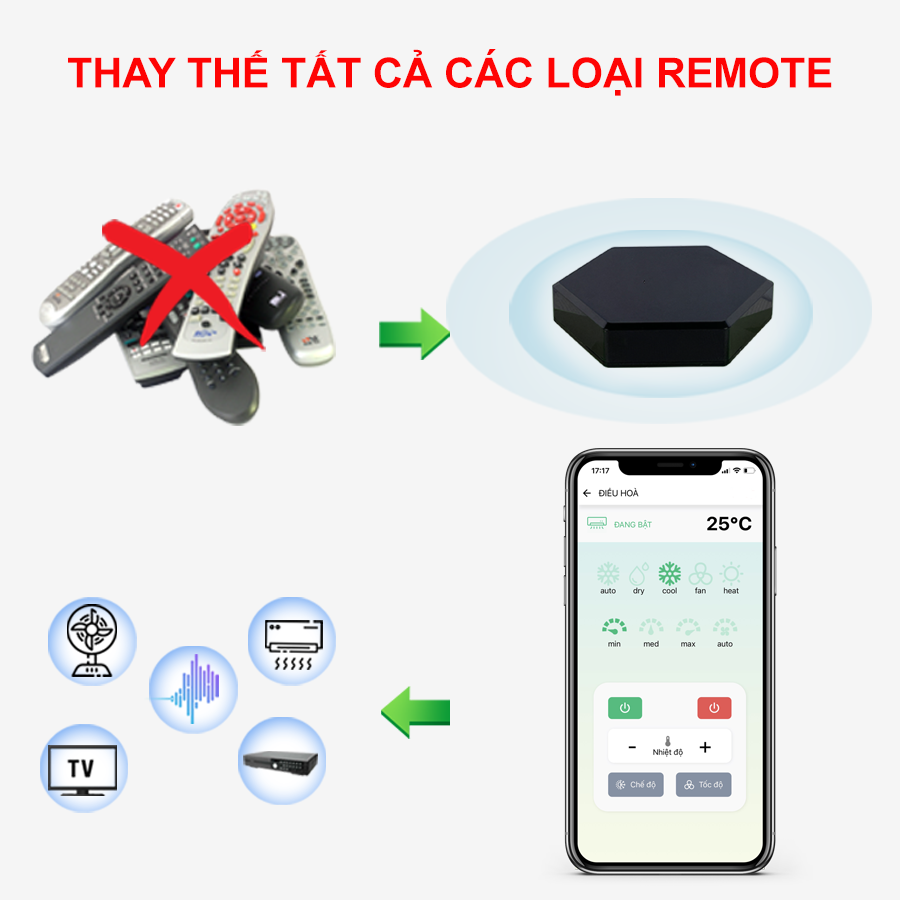 THAY THẾ TẤT CẢ CÁC LOẠI REMOTE
17:17
ĐIỀU HOÀ
ĐANG BẬT
25°C
auto dry cool fan heat
min med max auto
- Nhiệt độ +
Chế độ Tốc độ
TV